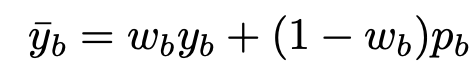 ȳ_b = w_b y_b + (1 − w_b) p_b